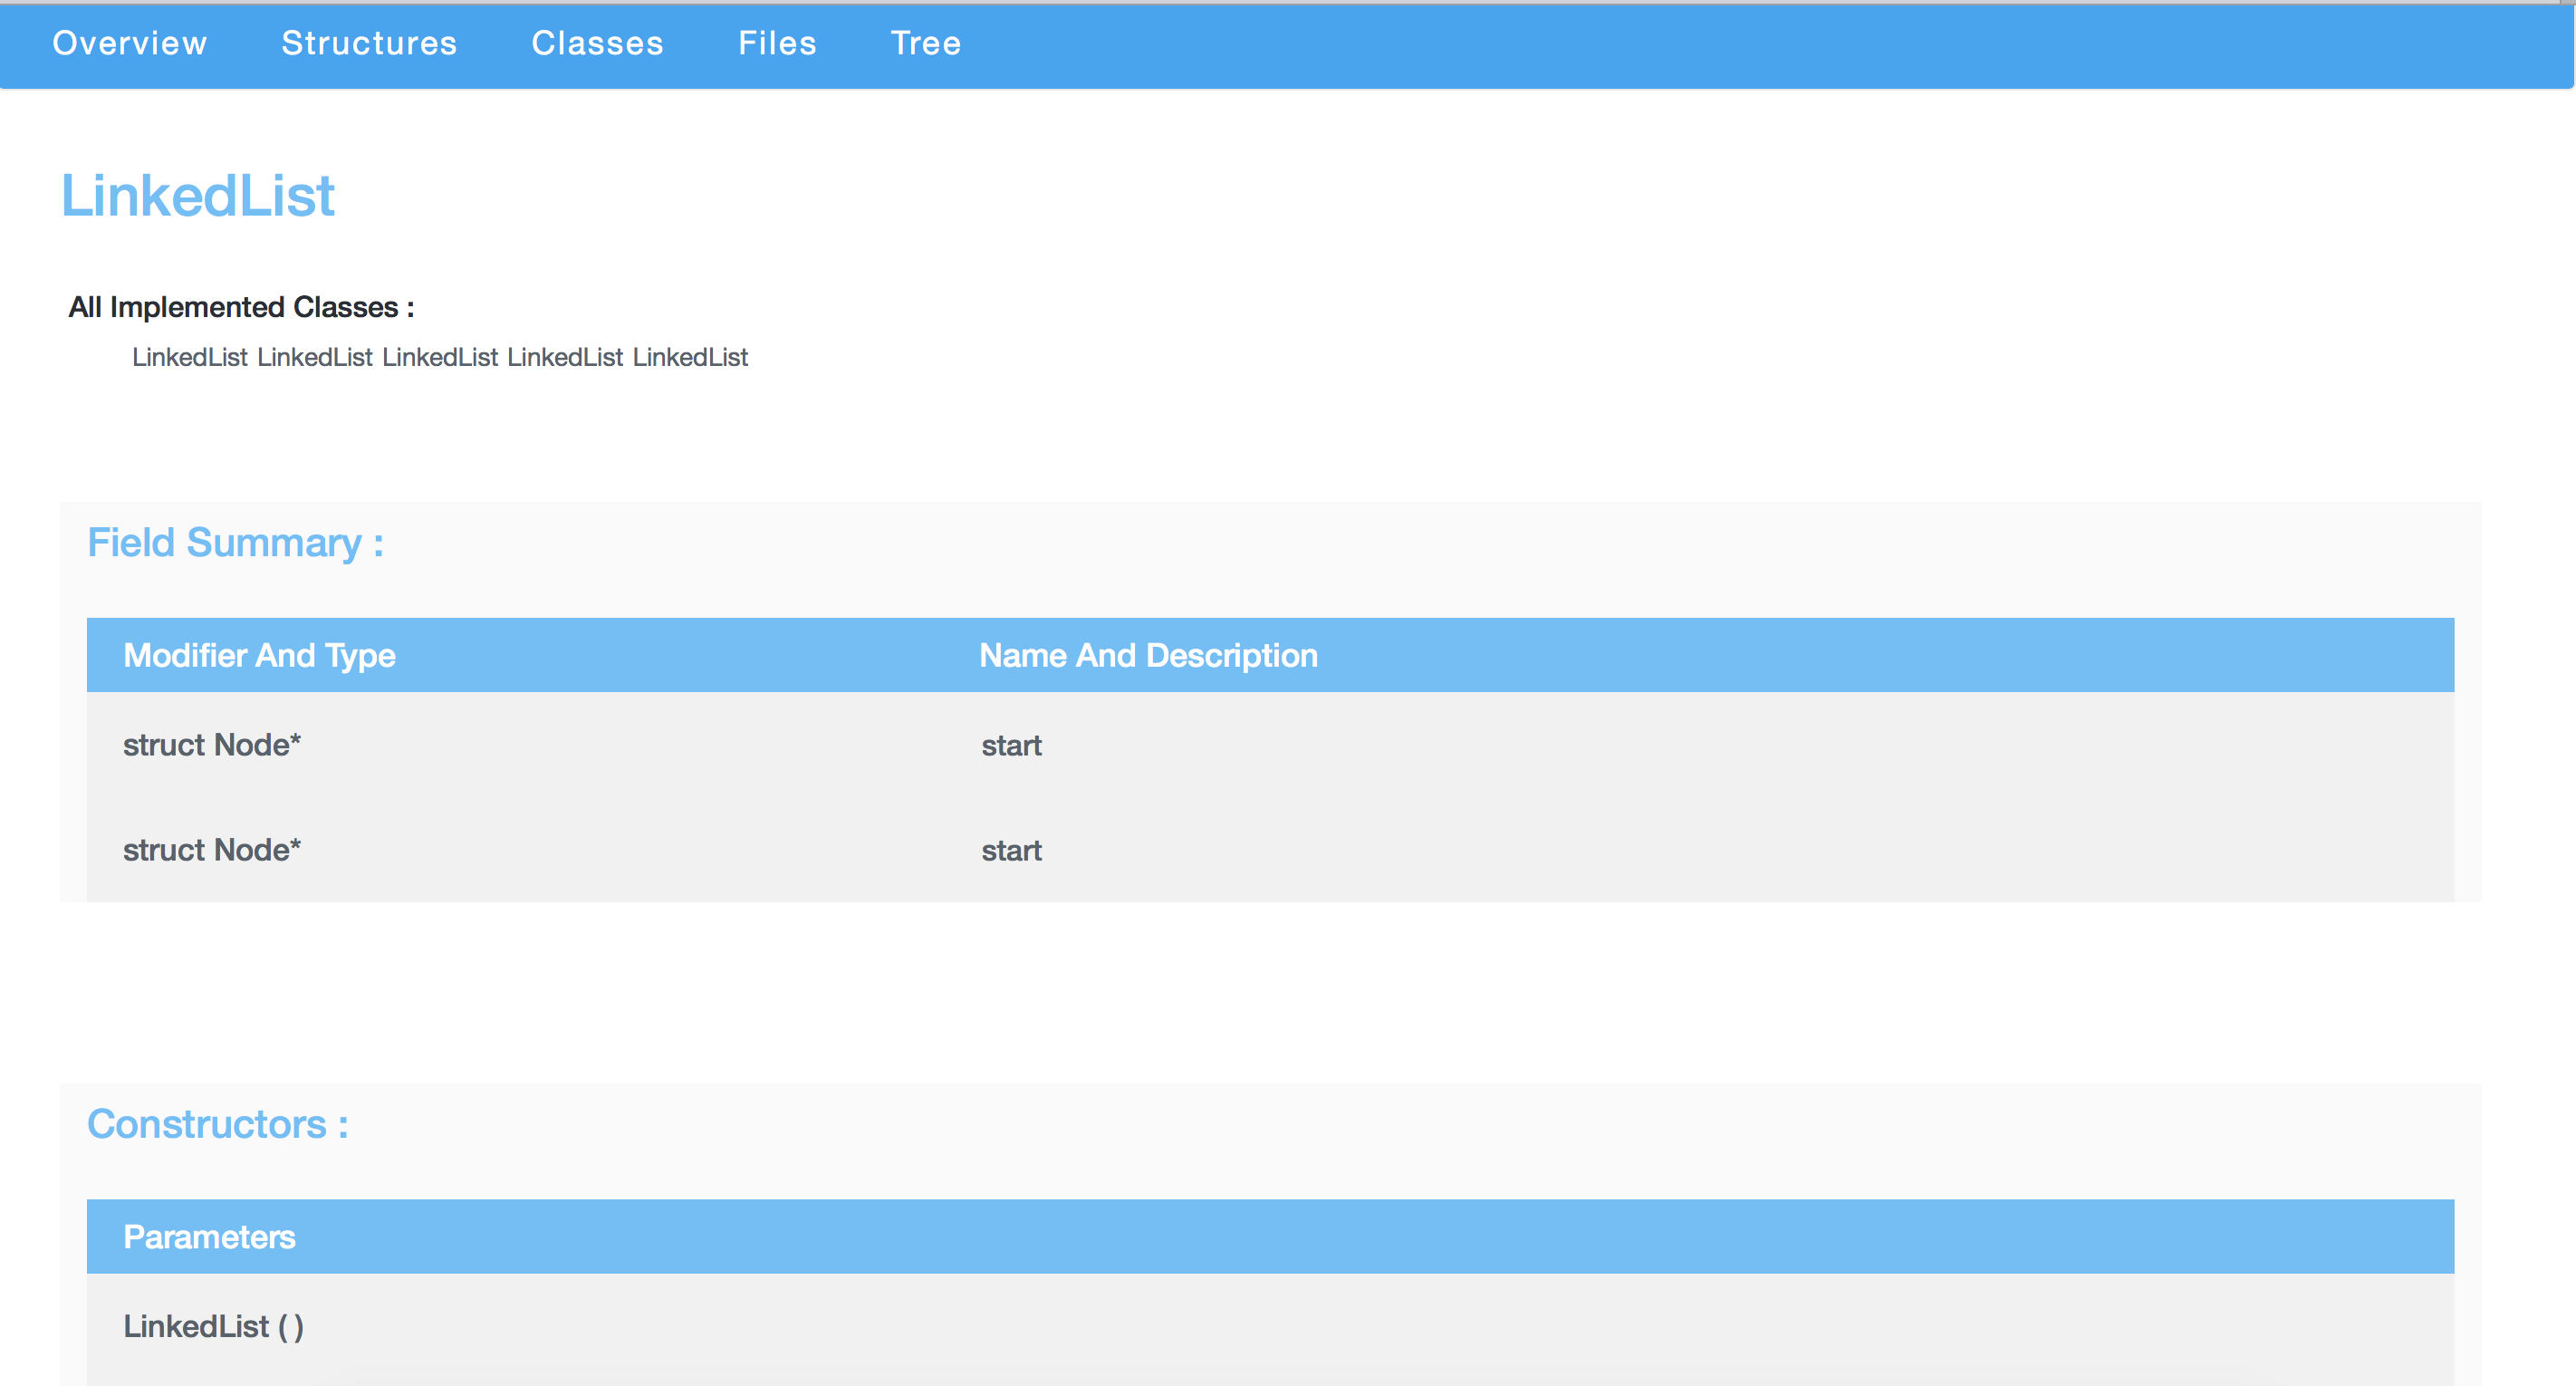 Overview Structures Classes Files Tree
LinkedList
All Implemented Classes :
LinkedList LinkedList LinkedList LinkedList LinkedList
Field Summary :
Modifier And Type Name And Description
struct Node* start
struct Node* start
Constructors :
Parameters
LinkedList ( )